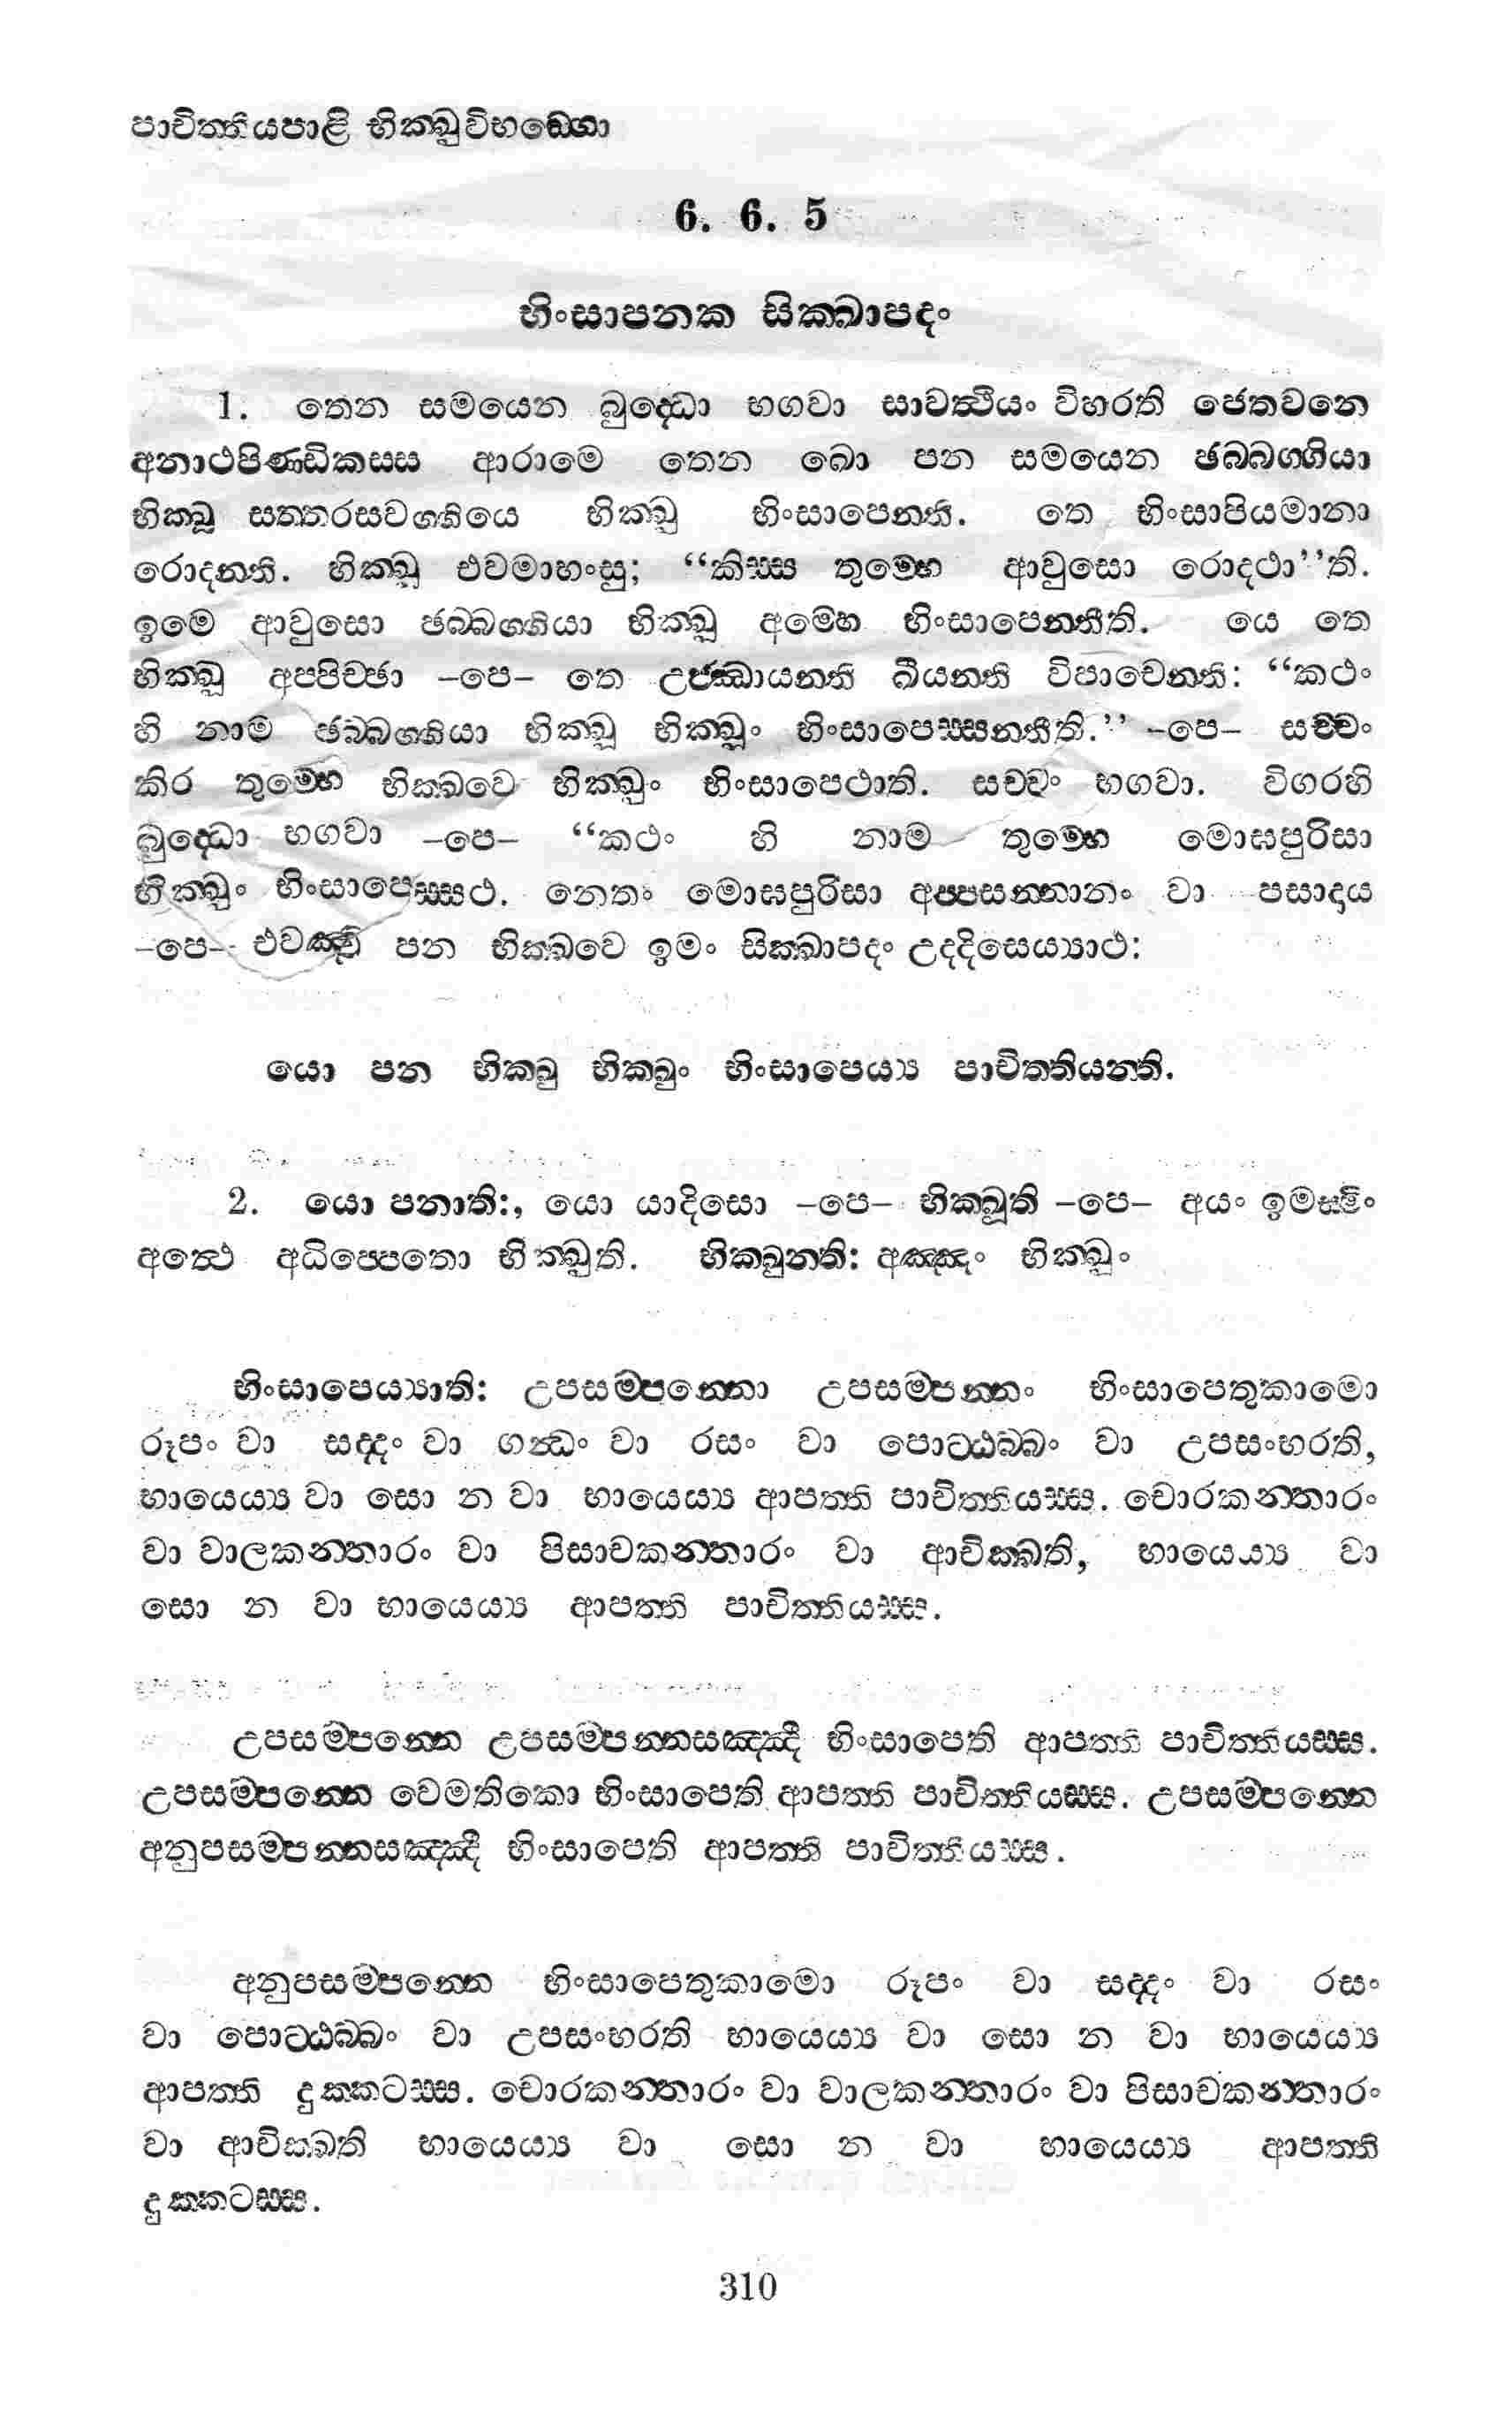 පාචිත්තියපාළි භික්ඛුවිභඞ්ගො
6. 6. 5
භිංසාපනක සික්ඛාපදං
1. තෙන සමයෙන බුද්ධො භගවා සාවත්ථියං විහරති ජෙතවනෙ
අනාථපිණ්ඩිකස්ස ආරාමෙ තෙන ඛො පන සමයෙන ඡබ්බග්ගියා
භික්ඛූ සත්තරසවග්ගියෙ භික්ඛු භිංසාපෙන්ති. තෙ භිංසාපියමානා
රොදන්ති. භික්ඛූ එවමාහංසු; “කිස්ස තුම්හෙ ආවුසො රොදථා”ති.
ඉමෙ ආවුසො ඡබ්බග්ගියා භික්ඛූ අම්හෙ භිංසාපෙන්තීති. යෙ තෙ
භික්ඛූ අප්පිච්ඡා –පෙ– තෙ උජ්ඣායන්ති ඛීයන්ති විපාචෙන්ති: “කථං
හි නාම ඡබ්බග්ගියා භික්ඛූ භික්ඛූං භිංසාපෙස්සන්තීති.” –පෙ– සච්චං
කිර තුම්හෙ භික්ඛවෙ භික්ඛුං භිංසාපෙථාති. සච්චං භගවා. විගරහි
බුද්ධො භගවා –පෙ– “කථං හි නාම තුම්හෙ මොඝපුරිසා
භික්ඛුං භිංසාපෙස්සථ. නෙතං මොඝපුරිසා අප්පසන්නානං වා පසාදාය
–පෙ– එවඤ්ච පන භික්ඛවෙ ඉමං සික්ඛාපදං උද්දිසෙය්‍යාථ:
යො පන භික්ඛු භික්ඛුං භිංසාපෙය්‍ය පාචිත්තියන්ති.
2. යො පනාති:, යො යාදිසො –පෙ– භික්ඛූති –පෙ– අයං ඉමස්මිං
අත්ථෙ අධිප්පෙතො භික්ඛුති. භික්ඛුන්ති: අඤ්ඤං භික්ඛූං
භිංසාපෙය්‍යාති: උපසම්පන්නො උපසම්පන්නං භිංසාපෙතුකාමො
රූපං වා සද්දං වා ගන්ධං වා රසං වා පොට්ඨබ්බං වා උපසංහරති,
භායෙය්‍ය වා සො න වා භායෙය්‍ය ආපත්ති පාචිත්තියස්ස. චොරකන්තාරං
වා වාලකන්තාරං වා පිසාචකන්තාරං වා ආචික්ඛති, භායෙය්‍ය වා
සො න වා භායෙය්‍ය ආපත්ති පාචිත්තියස්ස.
උපසම්පන්නෙ උපසම්පන්නසඤ්ඤී භිංසාපෙති ආපත්ති පාචිත්තියස්ස.
උපසම්පන්නෙ වෙමතිකො භිංසාපෙති ආපත්ති පාචිත්තියස්ස. උපසම්පන්නෙ
අනුපසම්පන්නසඤ්ඤී භිංසාපෙති ආපත්ති පාචිත්තියස්ස.
අනුපසම්පන්නෙ භිංසාපෙතුකාමො රූපං වා සද්දං වා රසං
වා පොට්ඨබ්බං වා උපසංහරති භායෙය්‍ය වා සො න වා භායෙය්‍ය
ආපත්ති දුක්කටස්ස. චොරකන්තාරං වා වාලකන්තාරං වා පිසාචකන්තාරං
වා ආචික්ඛති භායෙය්‍ය වා සො න වා භායෙය්‍ය ආපත්ති
දුක්කටස්ස.
310